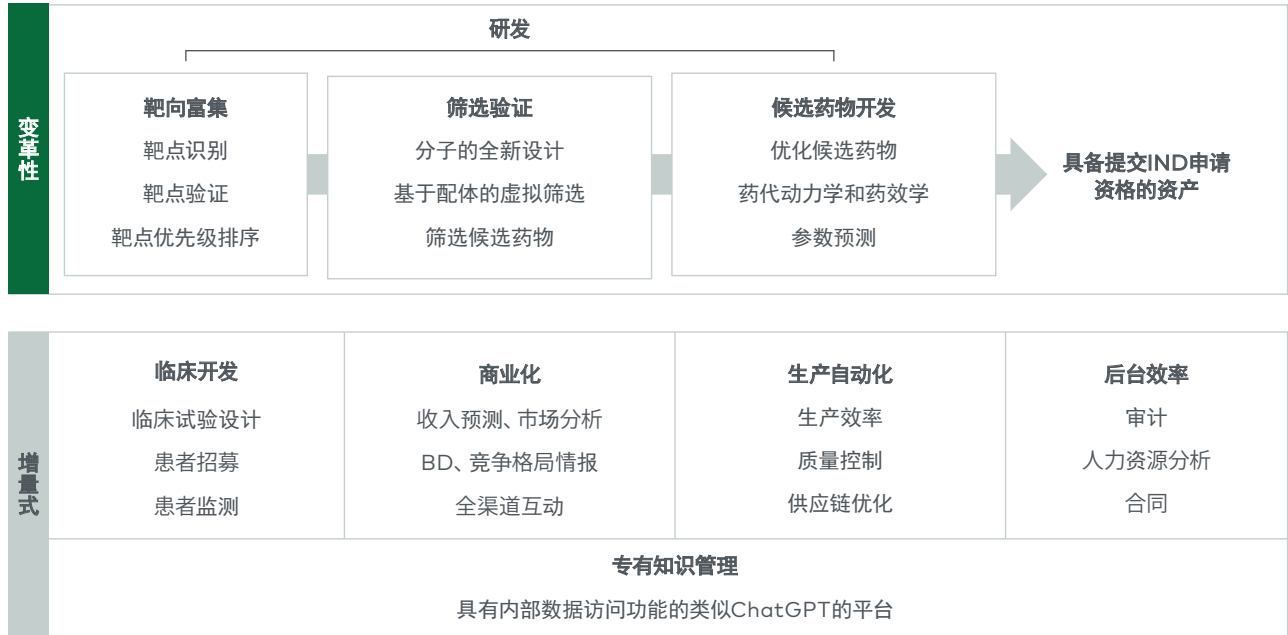 变革性
研发
靶向富集
靶点识别
靶点验证
靶点优先级排序
筛选验证
分子的全新设计
基于配体的虚拟筛选
筛选候选药物
候选药物开发
优化候选药物
药代动力学和药效学
参数预测
具备提交IND申请
资格的资产
增量式
临床开发
临床试验设计
患者招募
患者监测
商业化
收入预测、市场分析
BD、竞争格局情报
全渠道互动
生产自动化
生产效率
质量控制
供应链优化
后台效率
审计
人力资源分析
合同
专有知识管理
具有内部数据访问功能的类似ChatGPT的平台